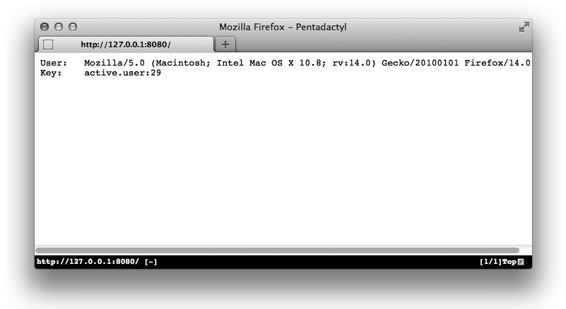 Mozilla Firefox – Pentadactyl
http://127.0.0.1:8080/
User:   Mozilla/5.0 (Macintosh; Intel Mac OS X 10.8; rv:14.0) Gecko/20100101 Firefox/14.0
Key:    active.user:29
http://127.0.0.1:8080/ [-]
[1/1]Top